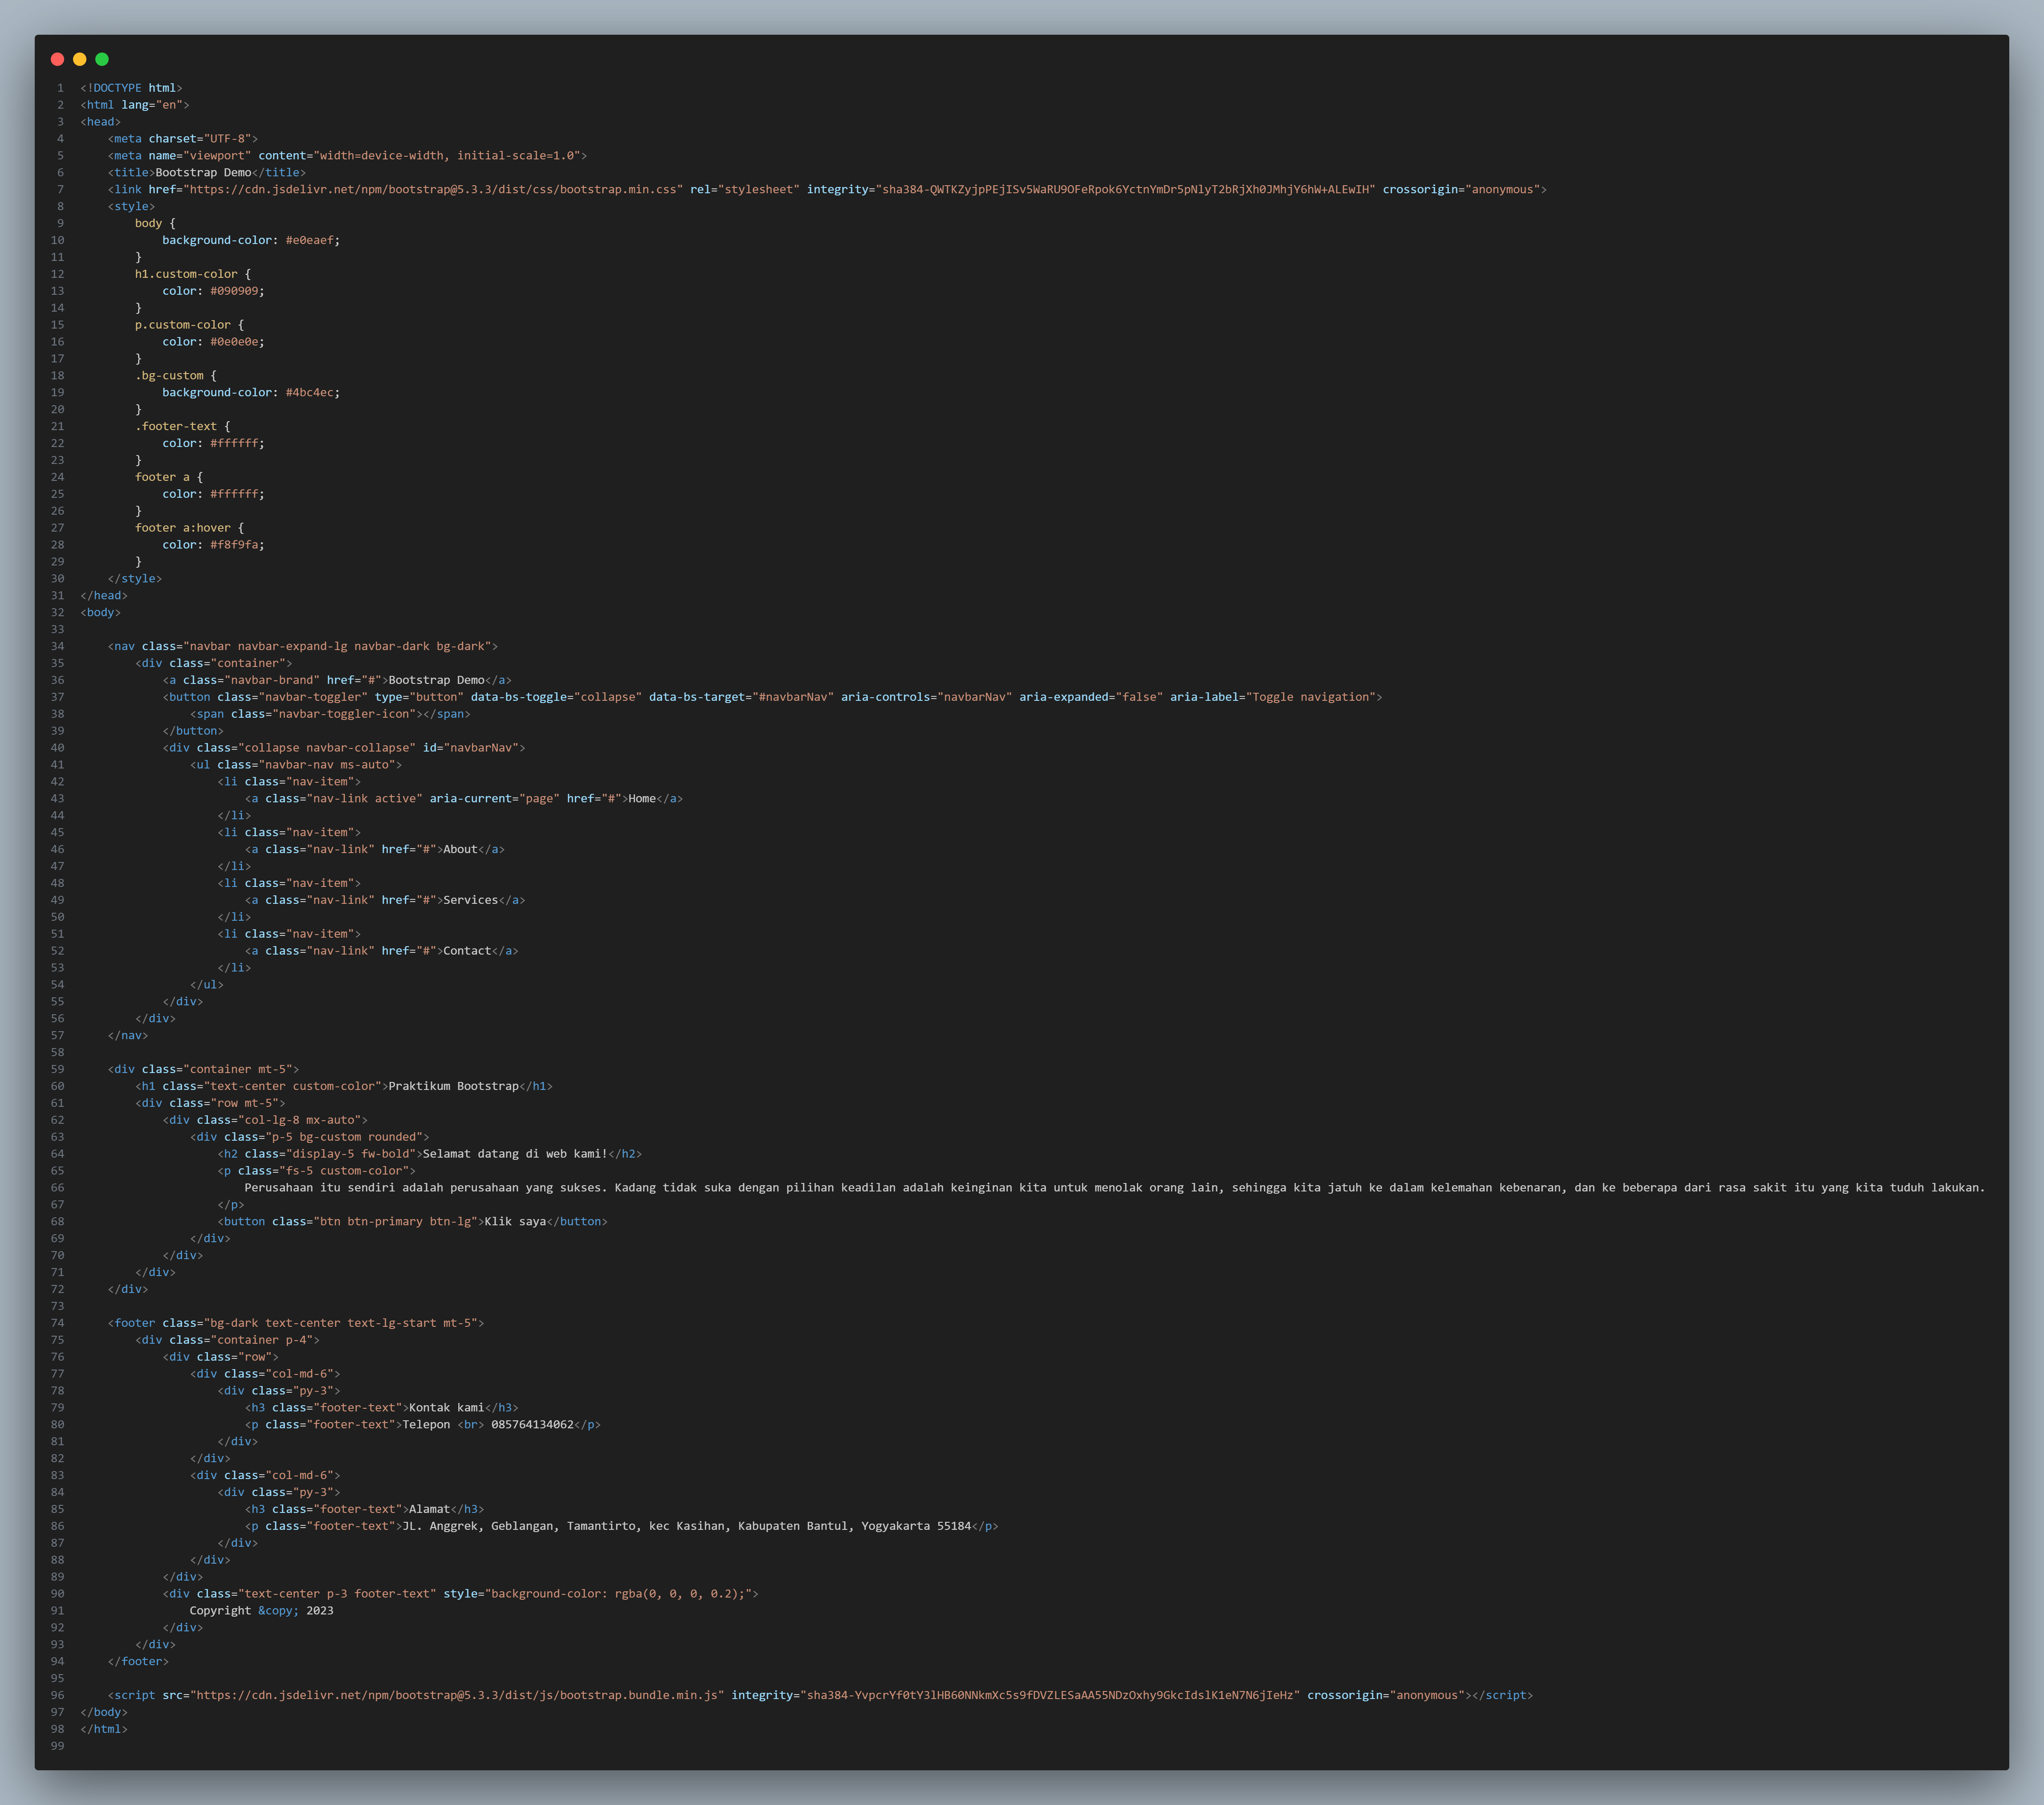 1 <!DOCTYPE html>
2 <html lang="en">
3 <head>
4     <meta charset="UTF-8">
5     <meta name="viewport" content="width=device-width, initial-scale=1.0">
6     <title>Bootstrap Demo</title>
7     <link href="https://cdn.jsdelivr.net/npm/bootstrap@5.3.3/dist/css/bootstrap.min.css" rel="stylesheet" integrity="sha384-QWTKZyjpPEjISv5WaRU9OFeRpok6YctnYmDr5pNlyT2bRjXh0JMhjY6hW+ALEwIH" crossorigin="anonymous">
8     <style>
9         body {
10             background-color: #e0eaef;
11         }
12         h1.custom-color {
13             color: #090909;
14         }
15         p.custom-color {
16             color: #0e0e0e;
17         }
18         .bg-custom {
19             background-color: #4bc4ec;
20         }
21         .footer-text {
22             color: #ffffff;
23         }
24         footer a {
25             color: #ffffff;
26         }
27         footer a:hover {
28             color: #f8f9fa;
29         }
30     </style>
31 </head>
32 <body>
33
34     <nav class="navbar navbar-expand-lg navbar-dark bg-dark">
35         <div class="container">
36             <a class="navbar-brand" href="#">Bootstrap Demo</a>
37             <button class="navbar-toggler" type="button" data-bs-toggle="collapse" data-bs-target="#navbarNav" aria-controls="navbarNav" aria-expanded="false" aria-label="Toggle navigation">
38                 <span class="navbar-toggler-icon"></span>
39             </button>
40             <div class="collapse navbar-collapse" id="navbarNav">
41                 <ul class="navbar-nav ms-auto">
42                     <li class="nav-item">
43                         <a class="nav-link active" aria-current="page" href="#">Home</a>
44                     </li>
45                     <li class="nav-item">
46                         <a class="nav-link" href="#">About</a>
47                     </li>
48                     <li class="nav-item">
49                         <a class="nav-link" href="#">Services</a>
50                     </li>
51                     <li class="nav-item">
52                         <a class="nav-link" href="#">Contact</a>
53                     </li>
54                 </ul>
55             </div>
56         </div>
57     </nav>
58
59     <div class="container mt-5">
60         <h1 class="text-center custom-color">Praktikum Bootstrap</h1>
61         <div class="row mt-5">
62             <div class="col-lg-8 mx-auto">
63                 <div class="p-5 bg-custom rounded">
64                     <h2 class="display-5 fw-bold">Selamat datang di web kami!</h2>
65                     <p class="fs-5 custom-color">
66                         Perusahaan itu sendiri adalah perusahaan yang sukses. Kadang tidak suka dengan pilihan keadilan adalah keinginan kita untuk menolak orang lain, sehingga kita jatuh ke dalam kelemahan kebenaran, dan ke beberapa dari rasa sakit itu yang kita tuduh lakukan.
67                     </p>
68                     <button class="btn btn-primary btn-lg">Klik saya</button>
69                 </div>
70             </div>
71         </div>
72     </div>
73
74     <footer class="bg-dark text-center text-lg-start mt-5">
75         <div class="container p-4">
76             <div class="row">
77                 <div class="col-md-6">
78                     <div class="py-3">
79                         <h3 class="footer-text">Kontak kami</h3>
80                         <p class="footer-text">Telepon <br> 085764134062</p>
81                     </div>
82                 </div>
83                 <div class="col-md-6">
84                     <div class="py-3">
85                         <h3 class="footer-text">Alamat</h3>
86                         <p class="footer-text">JL. Anggrek, Geblangan, Tamantirto, kec Kasihan, Kabupaten Bantul, Yogyakarta 55184</p>
87                     </div>
88                 </div>
89             </div>
90             <div class="text-center p-3 footer-text" style="background-color: rgba(0, 0, 0, 0.2);">
91                 Copyright &copy; 2023
92             </div>
93         </div>
94     </footer>
95
96     <script src="https://cdn.jsdelivr.net/npm/bootstrap@5.3.3/dist/js/bootstrap.bundle.min.js" integrity="sha384-YvpcrYf0tY3lHB60NNkmXc5s9fDVZLESaAA55NDzOxhy9GkcIdslK1eN7N6jIeHz" crossorigin="anonymous"></script>
97 </body>
98 </html>
99